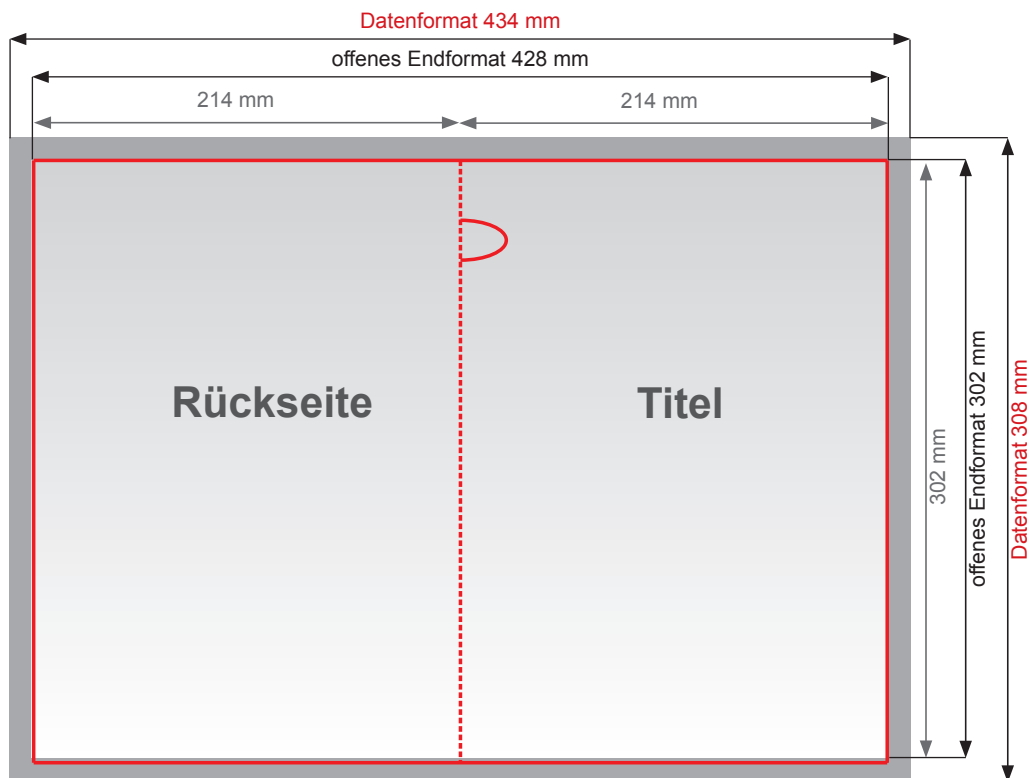 Datenformat 434 mm
offenes Endformat 428 mm
214 mm
214 mm
Rückseite
Titel
302 mm
offenes Endformat 302 mm
Datenformat 308 mm